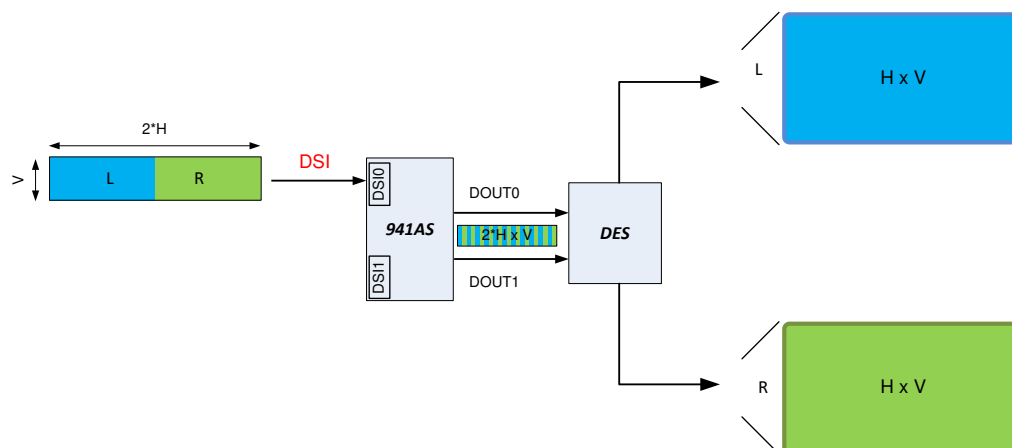 2*H
V
L
R
DSI
DSI0
941AS
DSI1
DOUT0
2*H x V
DOUT1
DES
L
H x V
R
H x V